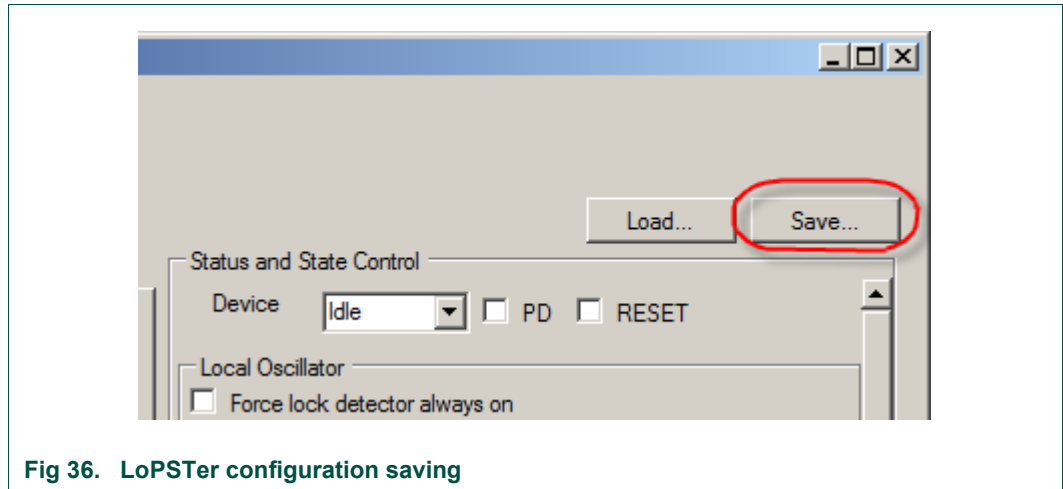 Load... Save...
Status and State Control
Device Idle PD RESET
Local Oscillator
Force lock detector always on
Fig 36. LoPSTer configuration saving